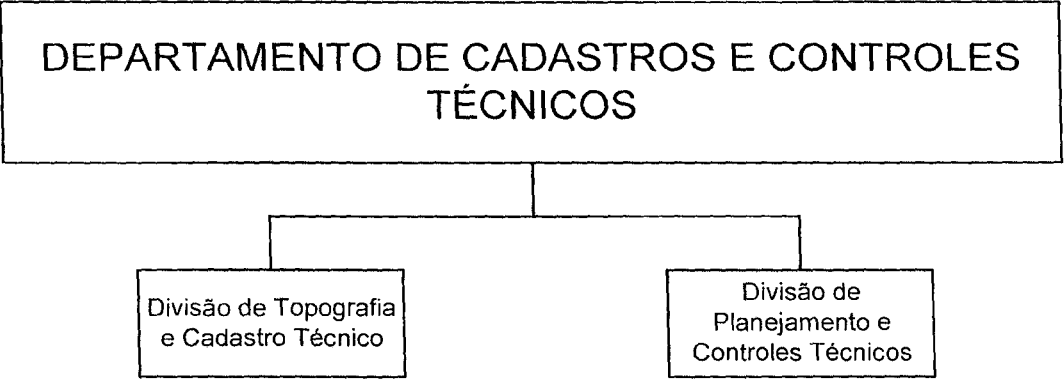 DEPARTAMENTO DE CADASTROS E CONTROLES
TÉCNICOS
Divisão de Topografia
e Cadastro Técnico
Divisão de
Planejamento e
Controles Técnicos